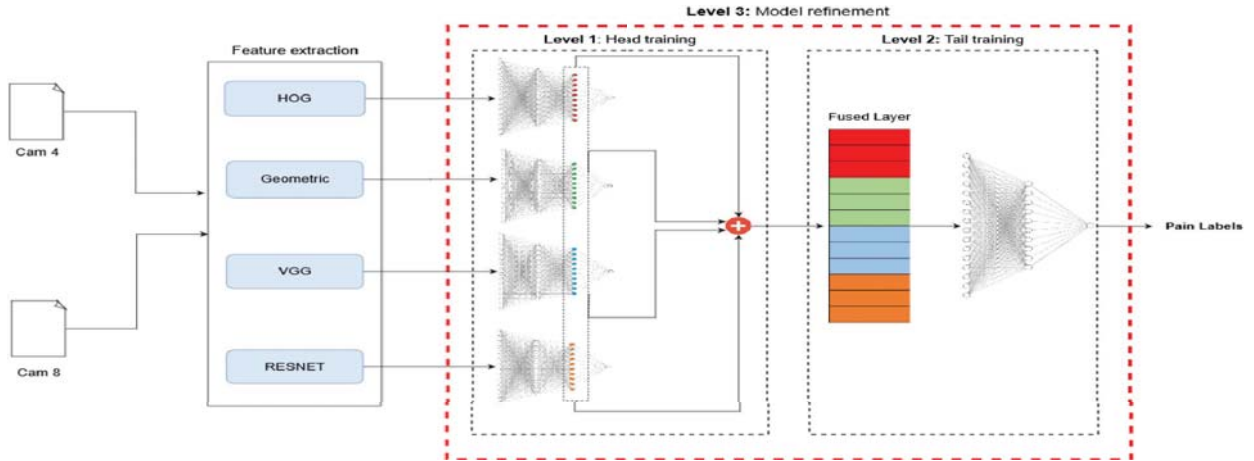 Level 3: Model refinement
Feature extraction
Level 1: Head training
Level 2: Tail training
HOG
Cam 4
Fused Layer
Geometric
Pain Labels
VGG
RESNET
Cam 8